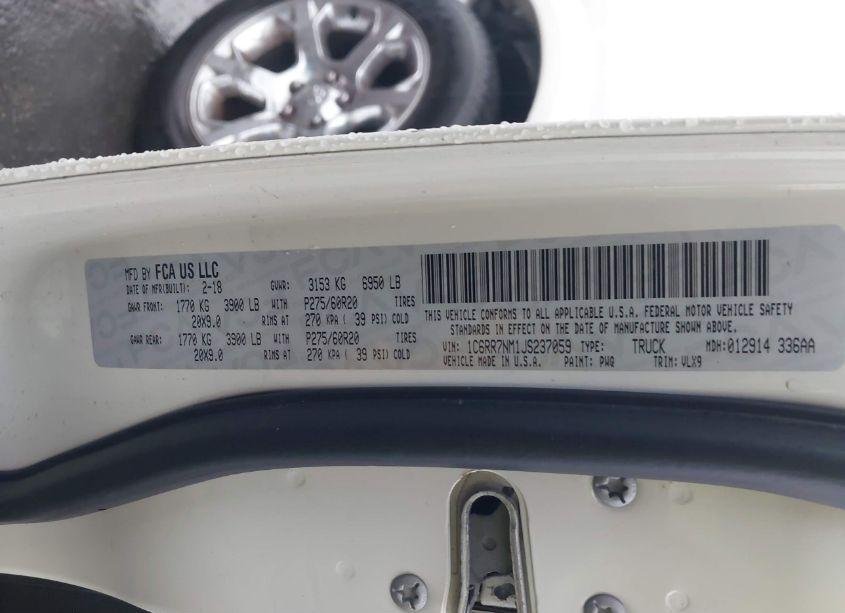 MFD BY FCA US LLC
DATE OF MFR(BUILT): 2-18 GVWR: 3153 KG 6950 LB
GAWR FRONT: 1770 KG 3900 LB WITH P275/60R20 TIRES
20X9.0 RIMS AT 270 KPA ( 39 PSI) COLD
GAWR REAR: 1770 KG 3900 LB WITH P275/60R20 TIRES
20X9.0 RIMS AT 270 KPA ( 39 PSI) COLD
THIS VEHICLE CONFORMS TO ALL APPLICABLE U.S.A. FEDERAL MOTOR VEHICLE SAFETY
STANDARDS IN EFFECT ON THE DATE OF MANUFACTURE SHOWN ABOVE.
VIN: 1C6RR7NM1JS237059 TYPE: TRUCK MDH:012914 336AA
VEHICLE MADE IN U.S.A. PAINT: PWQ TRIM: VLX9